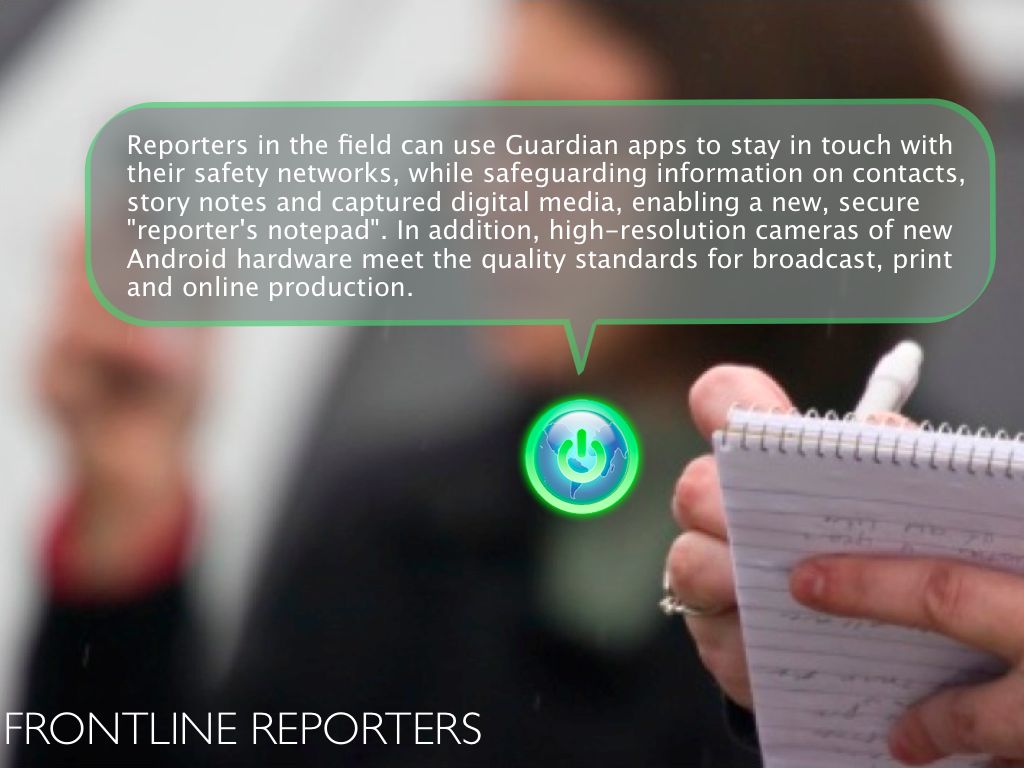 Reporters in the field can use Guardian apps to stay in touch with
their safety networks, while safeguarding information on contacts,
story notes and captured digital media, enabling a new, secure
"reporter's notepad". In addition, high-resolution cameras of new
Android hardware meet the quality standards for broadcast, print
and online production.
FRONTLINE REPORTERS